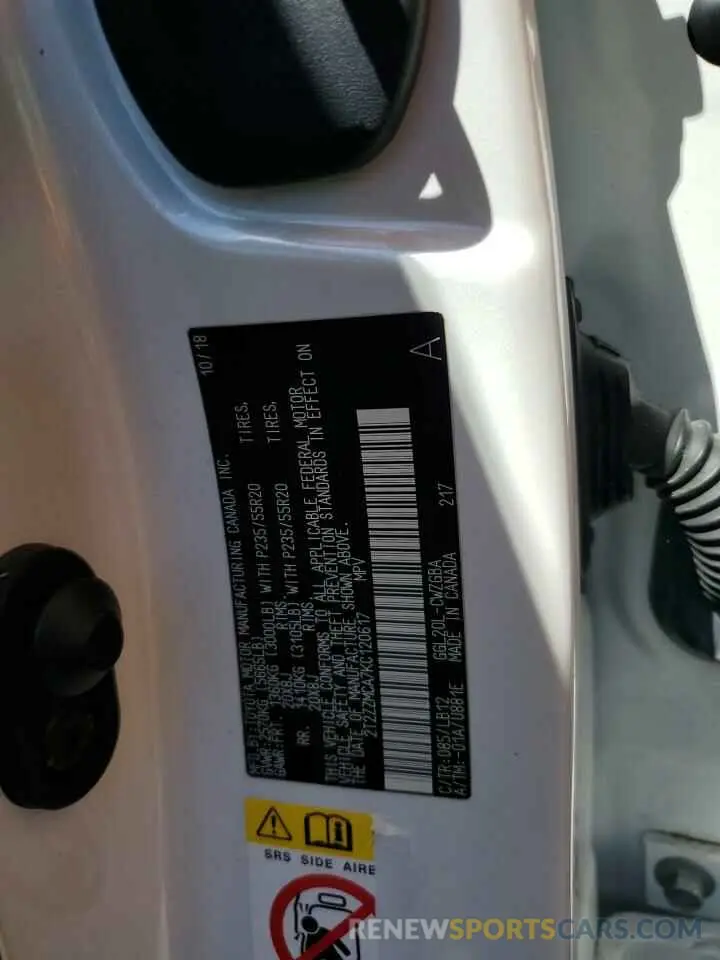 MFD BY:TOYOTA MOTOR MANUFACTURING CANADA INC. 10/18
GVWR:2570KG (5665LB)
GAWR:FRT. 1360KG (3000LB) WITH P235/55R20 TIRES,
20X8J RIMS
RR. 1410KG (3105LB) WITH P235/55R20 TIRES,
20X8J RIMS
THIS VEHICLE CONFORMS TO ALL APPLICABLE FEDERAL MOTOR
VEHICLE SAFETY AND THEFT PREVENTION STANDARDS IN EFFECT ON
THE DATE OF MANUFACTURE SHOWN ABOVE.
2T2ZZMCA7KC120617 MPV
A
C/TR:085/LB12 GGL20L-CWZGBA 217
A/TM:-01A/U881E MADE IN CANADA
SRS SIDE AIRB
RENEWSPORTSCARS.COM